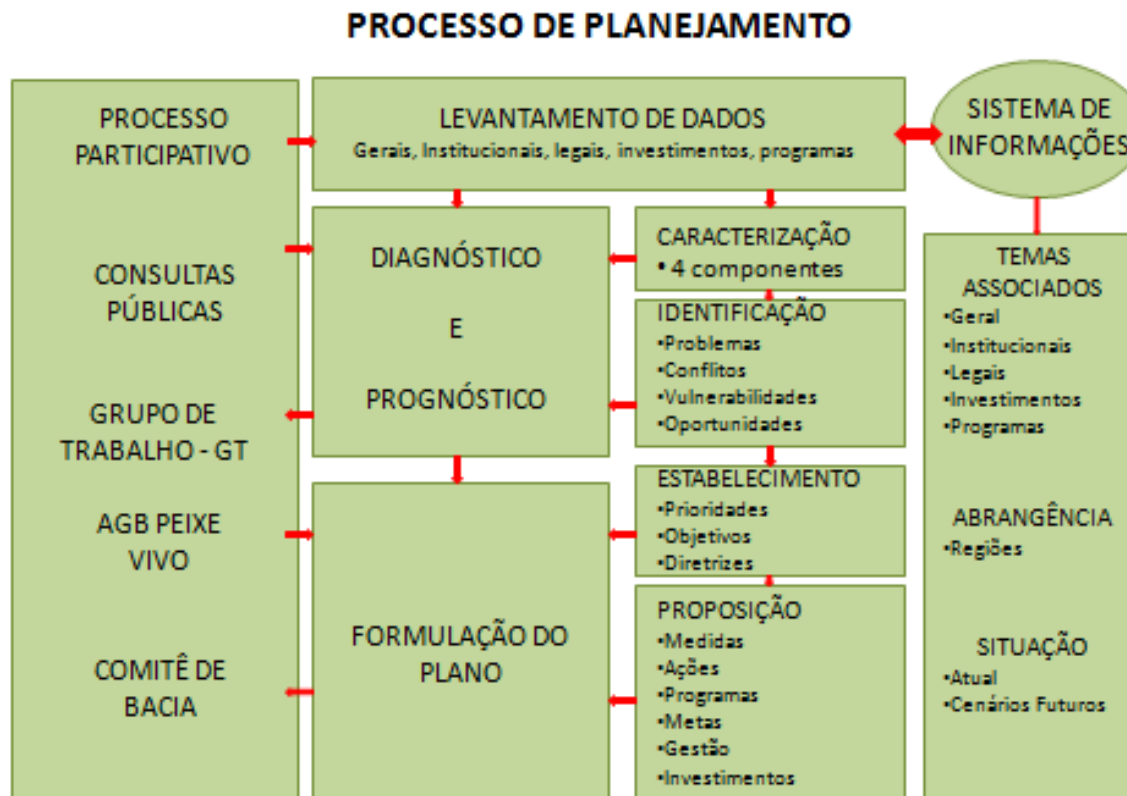 PROCESSO DE PLANEJAMENTO
PROCESSO
PARTICIPATIVO
CONSULTAS
PÚBLICAS
GRUPO DE
TRABALHO - GT
AGB PEIXE
VIVO
COMITÊ DE
BACIA
LEVANTAMENTO DE DADOS
Gerais, Institucionais, legais, investimentos, programas
DIAGNÓSTICO
E
PROGNÓSTICO
FORMULAÇÃO DO
PLANO
CARACTERIZAÇÃO
• 4 componentes
IDENTIFICAÇÃO
•Problemas
•Conflitos
•Vulnerabilidades
•Oportunidades
ESTABELECIMENTO
•Prioridades
•Objetivos
•Diretrizes
PROPOSIÇÃO
•Medidas
•Ações
•Programas
•Metas
•Gestão
•Investimentos
SISTEMA DE
INFORMAÇÕES
TEMAS
ASSOCIADOS
•Geral
•Institucionais
•Legais
•Investimentos
•Programas
ABRANGÊNCIA
•Regiões
SITUAÇÃO
•Atual
•Cenários Futuros